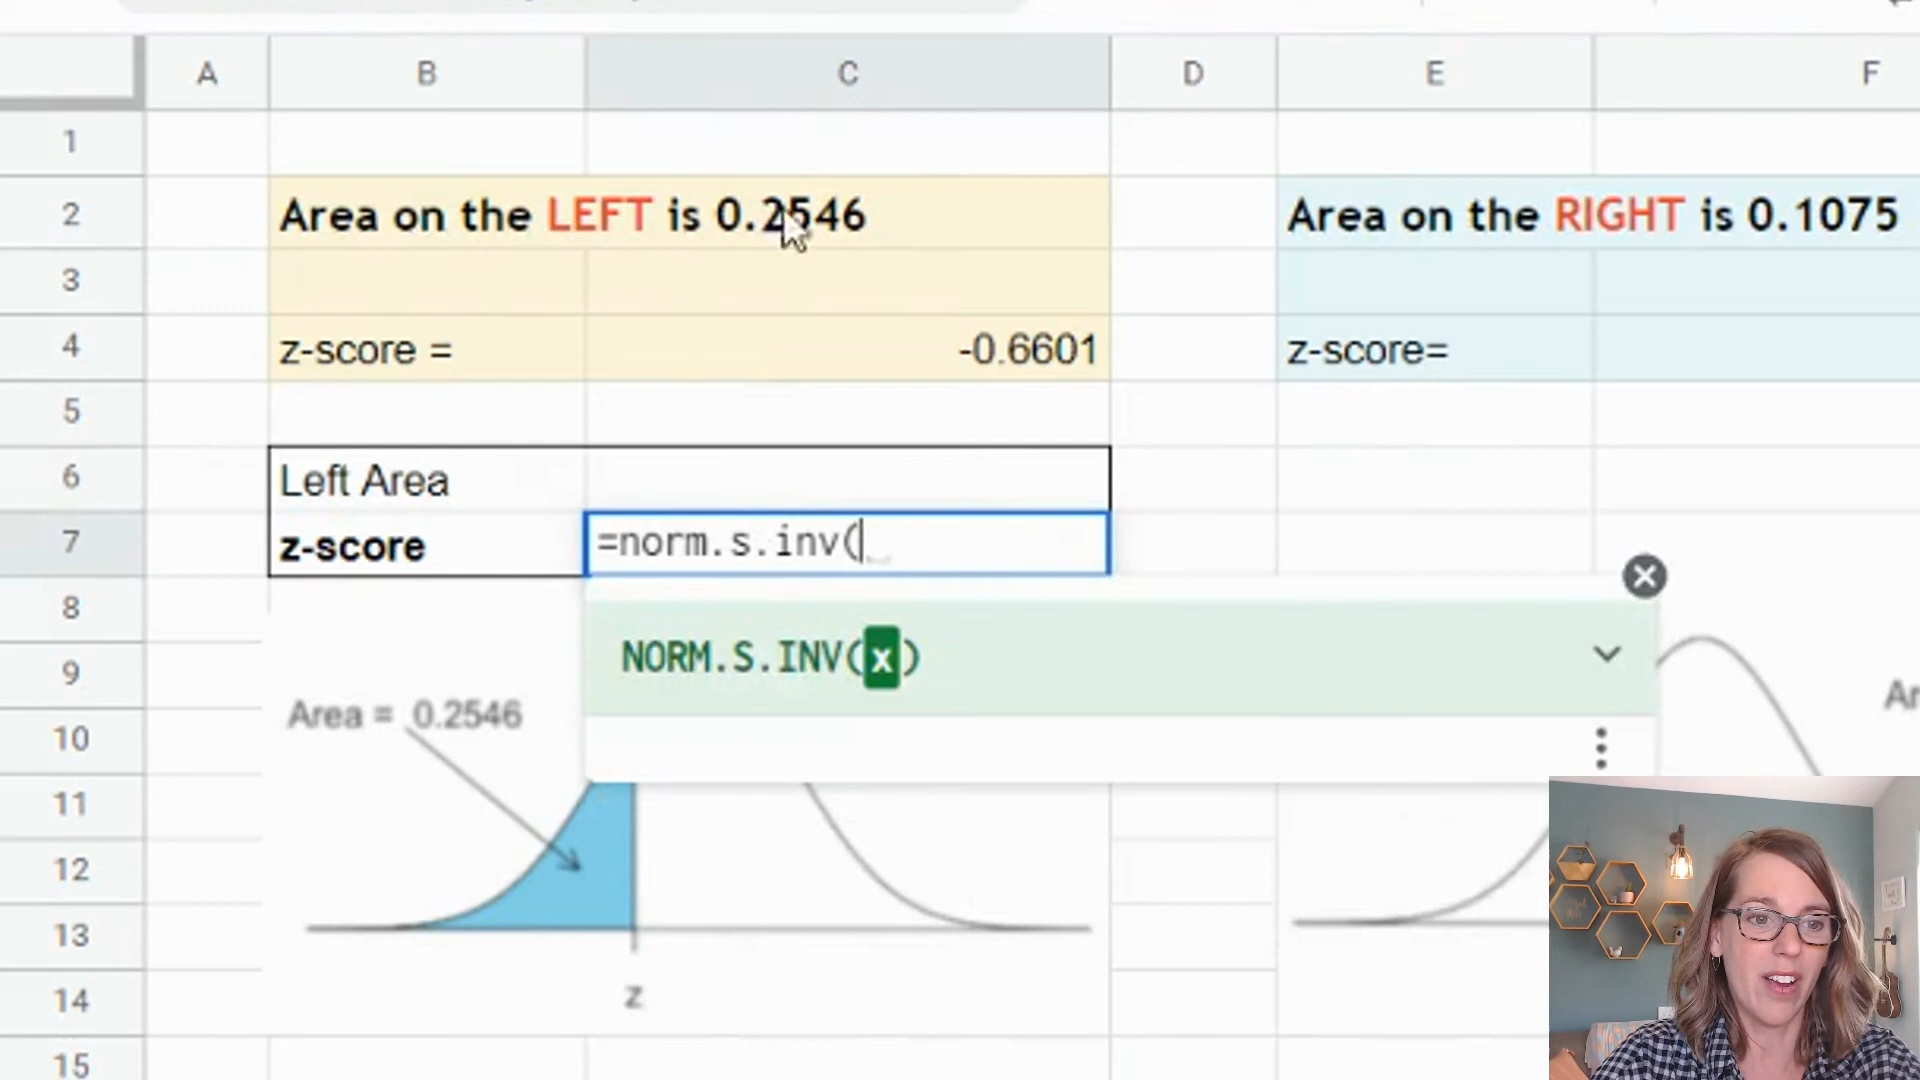 A B C D E F
1
2 Area on the LEFT is 0.2546 Area on the RIGHT is 0.1075
3
4 z-score = -0.6601 z-score=
5
6 Left Area
7 z-score =norm.s.inv(
8
NORM.S.INV(x)
9
10 Area = 0.2546 Ar
11
12
13
14 z
15